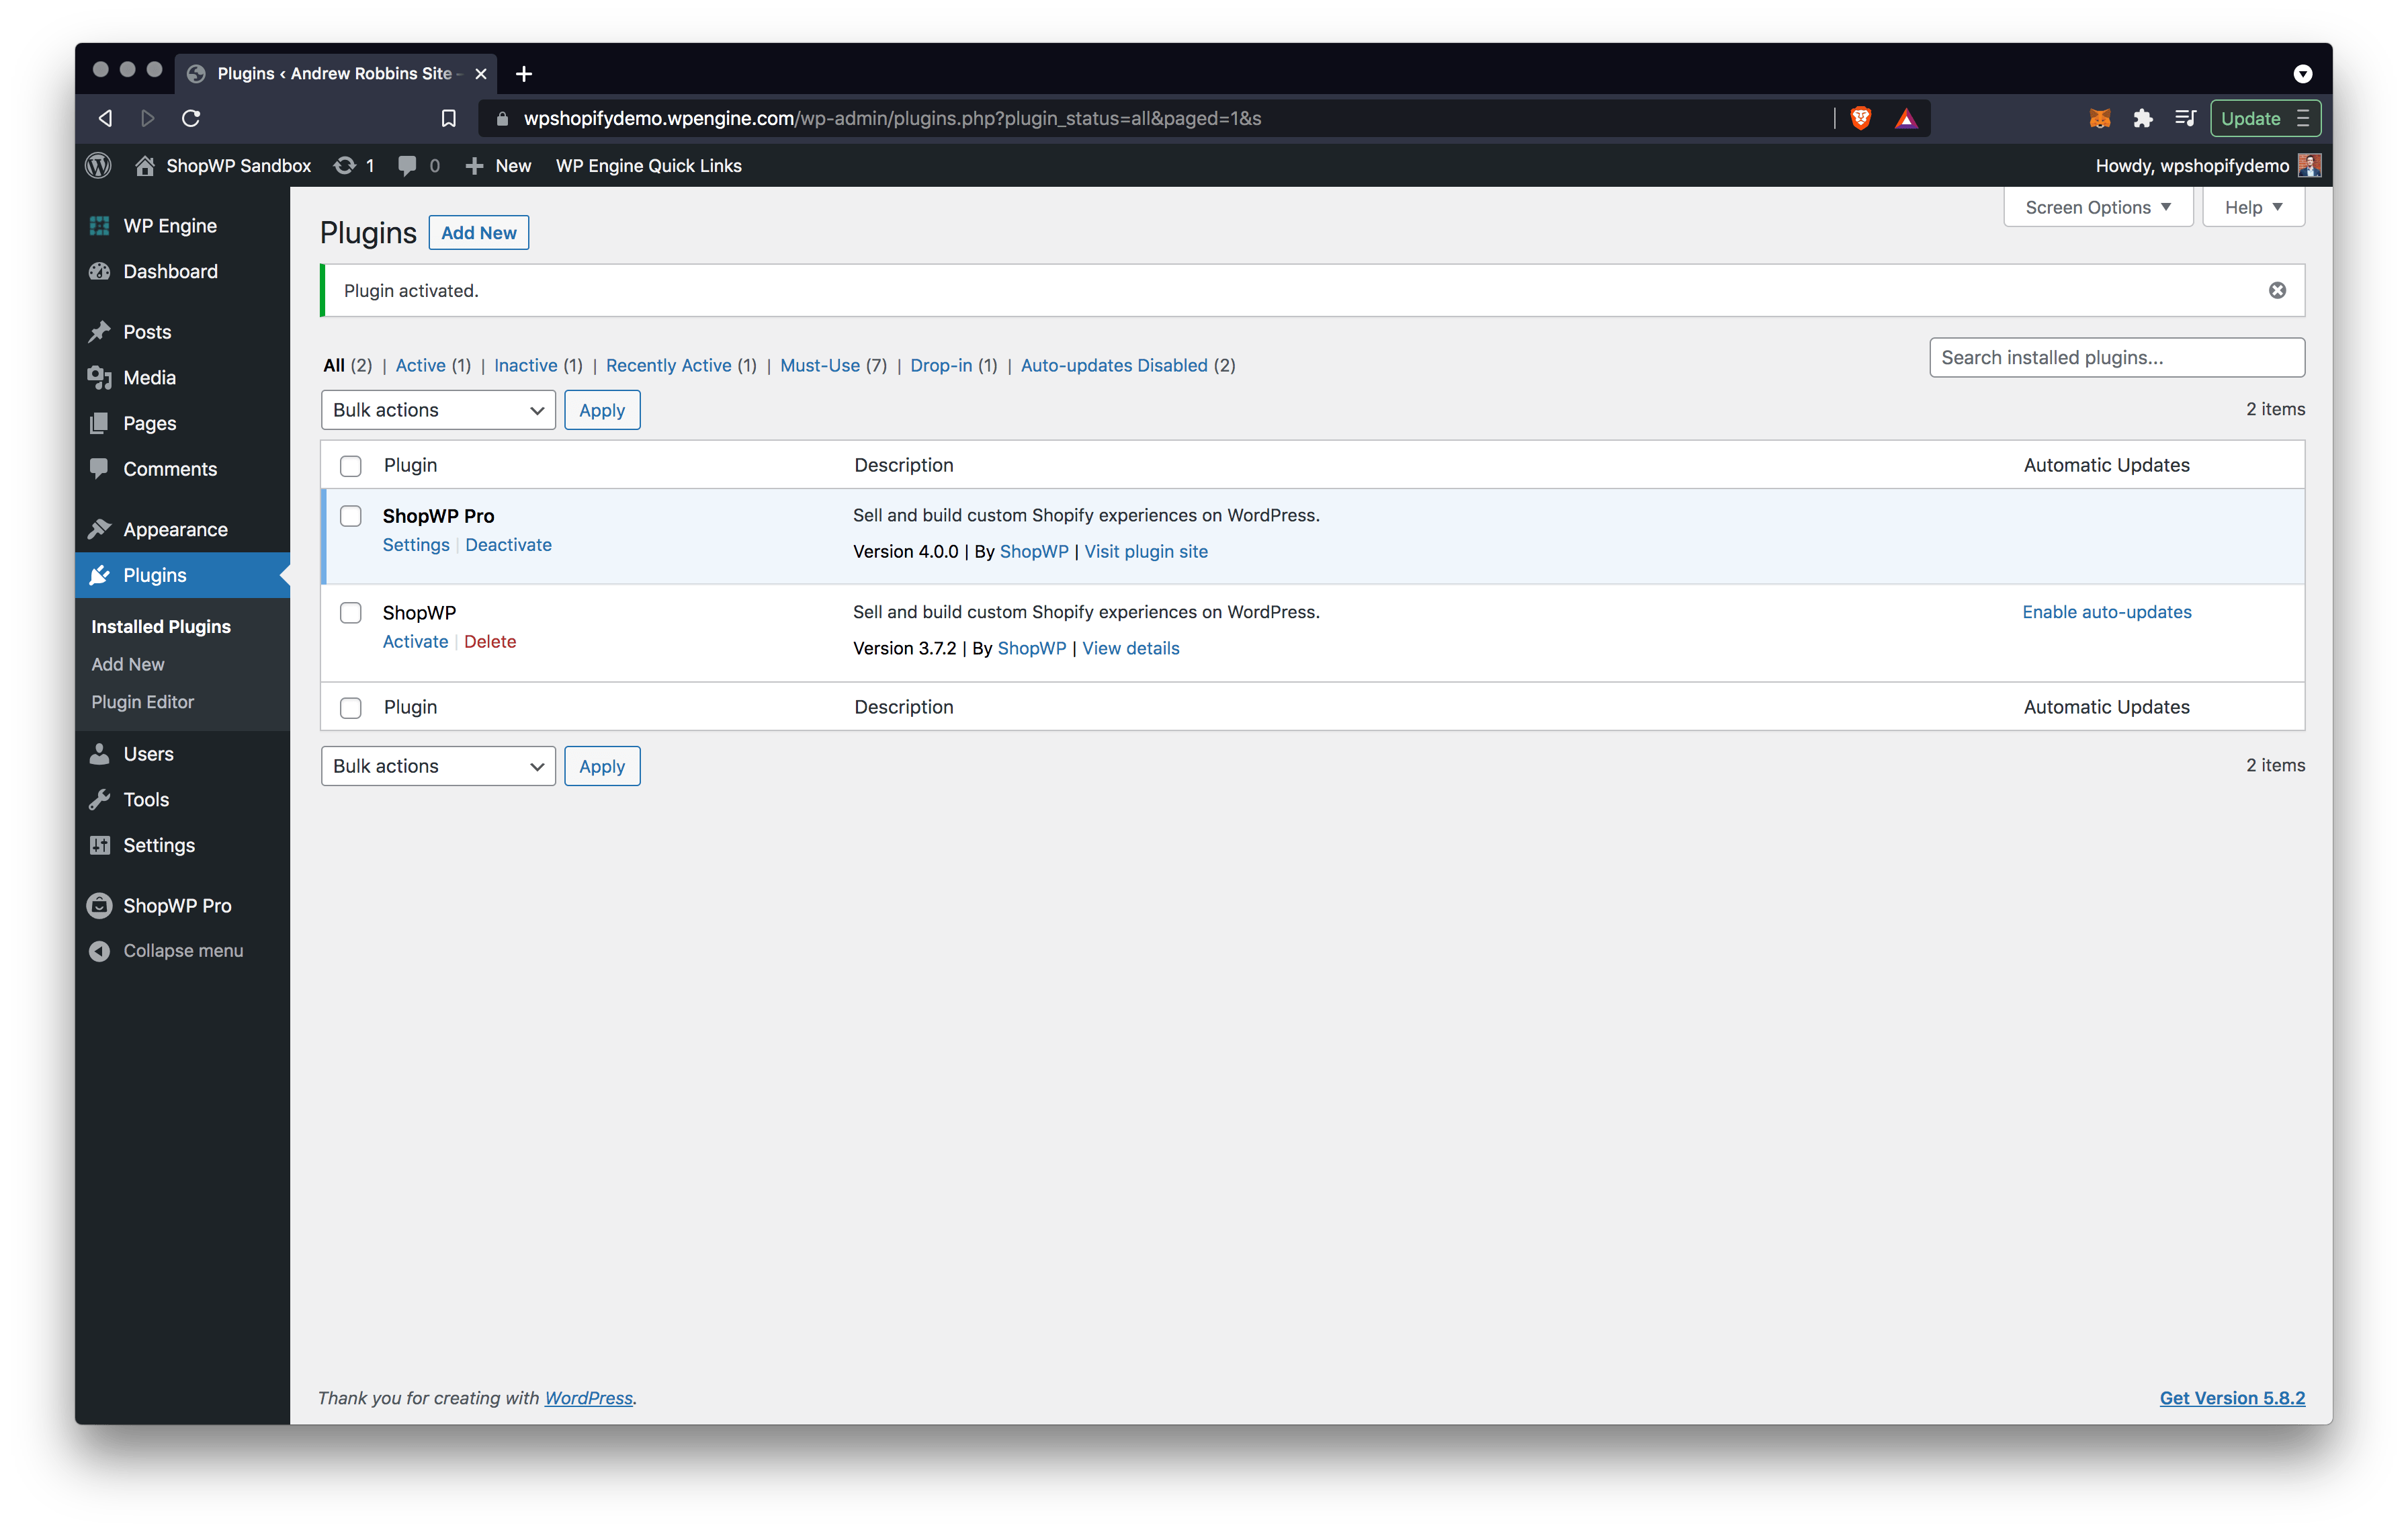 Plugins ‹ Andrew Robbins Site -
wpshopifydemo.wpengine.com/wp-admin/plugins.php?plugin_status=all&paged=1&s
Update
ShopWP Sandbox 1 0 New WP Engine Quick Links
Howdy, wpshopifydemo
WP Engine
Dashboard
Posts
Media
Pages
Comments
Appearance
Plugins
Installed Plugins
Add New
Plugin Editor
Users
Tools
Settings
ShopWP Pro
Collapse menu
Screen Options Help
Plugins Add New
Plugin activated.
All (2) | Active (1) | Inactive (1) | Recently Active (1) | Must-Use (7) | Drop-in (1) | Auto-updates Disabled (2)
Search installed plugins...
Bulk actions Apply
2 items
Plugin Description Automatic Updates
ShopWP Pro
Settings | Deactivate
Sell and build custom Shopify experiences on WordPress.
Version 4.0.0 | By ShopWP | Visit plugin site
ShopWP
Activate | Delete
Sell and build custom Shopify experiences on WordPress.
Version 3.7.2 | By ShopWP | View details
Enable auto-updates
Plugin Description Automatic Updates
Bulk actions Apply
2 items
Thank you for creating with WordPress.
Get Version 5.8.2